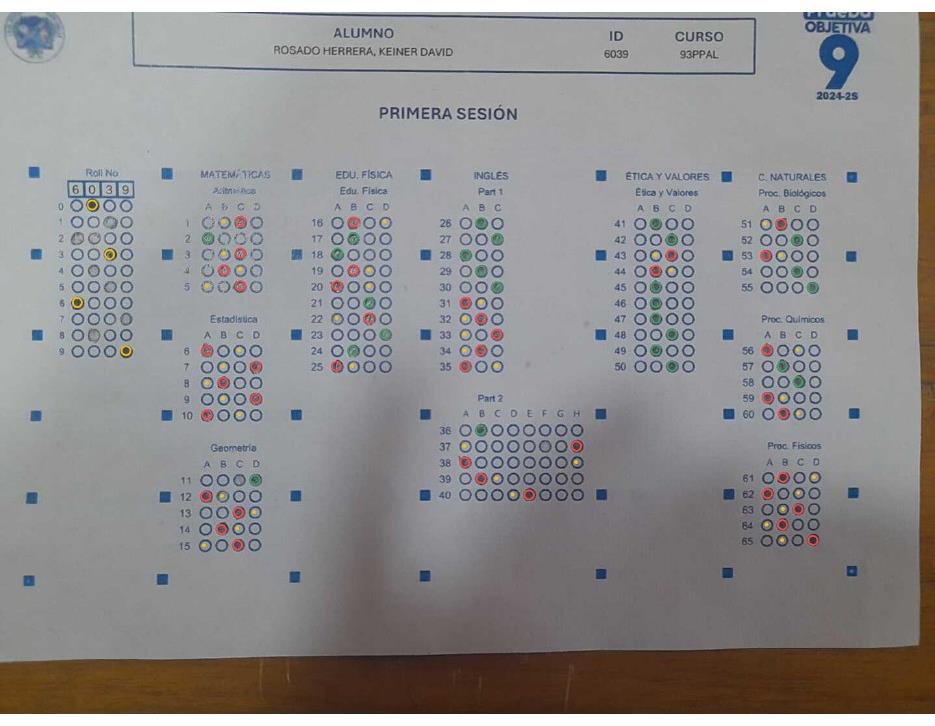 ALUMNO ID CURSO
ROSADO HERRERA, KEINER DAVID 6039 93PPAL
Prueba
OBJETIVA
9
2024-2S
PRIMERA SESIÓN
Roll No
6 0 3 9
0
1
2
3
4
5
6
7
8
9
MATEMÁTICAS
Aritmética
A B C D
1
2
3
4
5
Estadística
A B C D
6
7
8
9
10
Geometría
A B C D
11
12
13
14
15
EDU. FÍSICA
Edu. Física
A B C D
16
17
18
19
20
21
22
23
24
25
INGLÉS
Part 1
A B C
26
27
28
29
30
31
32
33
34
35
Part 2
A B C D E F G H
36
37
38
39
40
ÉTICA Y VALORES
Ética y Valores
A B C D
41
42
43
44
45
46
47
48
49
50
C. NATURALES
Proc. Biológicos
A B C D
51
52
53
54
55
Proc. Químicos
A B C D
56
57
58
59
60
Proc. Físicos
A B C D
61
62
63
64
65